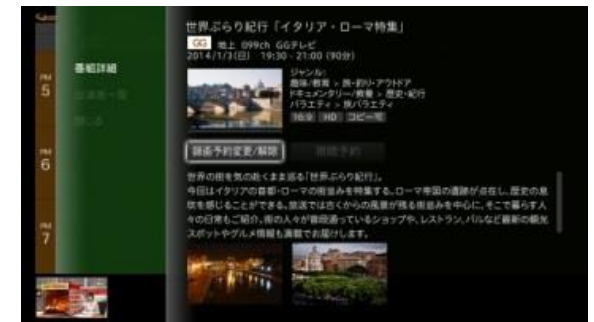 世界ぶらり紀行「イタリア・ローマ特集」
GG 地上 099ch GGテレビ
2014/1/3(日) 19:30 - 21:00 (90分)
番組詳細
ジャンル:
趣味/教育 > 旅・釣り・アウトドア
ドキュメンタリー/教養 > 歴史・紀行
バラエティ > 旅バラエティ
16:9 HD コピー可
PM
5
閉じる
録画予約変更/解除
視聴予約
PM
6
世界の街を気の赴くまま巡る「世界ぶらり紀行」。
今回はイタリアの首都・ローマの街並みを特集する。ローマ帝国の遺跡が点在し、歴史の息
吹を感じることができる。放送では古くからの風景が残る街並みを中心に、そこで暮らす人
々の日常もご紹介。街の人々が普段通っているショップや、レストラン、バルなど最新の観光
スポットやグルメ情報も満載でお届けします。
PM
7